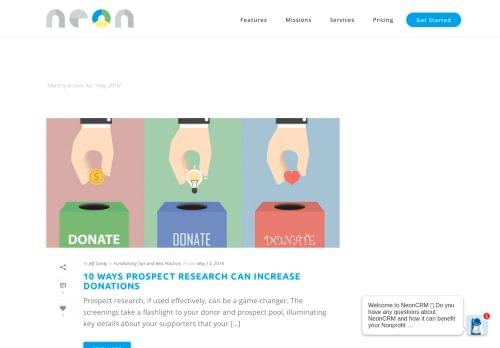 neon
Features Missions Services Pricing Get Started
Monthly Archive for: "May, 2016"
$
DONATE DONATE DONATE
By Jeff Gordy In Fundraising Tips and Best Practices Posted May 13, 2016
10 WAYS PROSPECT RESEARCH CAN INCREASE
DONATIONS
Prospect research, if used effectively, can be a game-changer. The
screenings take a flashlight to your donor and prospect pool, illuminating
key details about your supporters that your [...]
Welcome to NeonCRM ▯ Do you
have any questions about
NeonCRM and how it can benefit
your Nonprofit ...
1